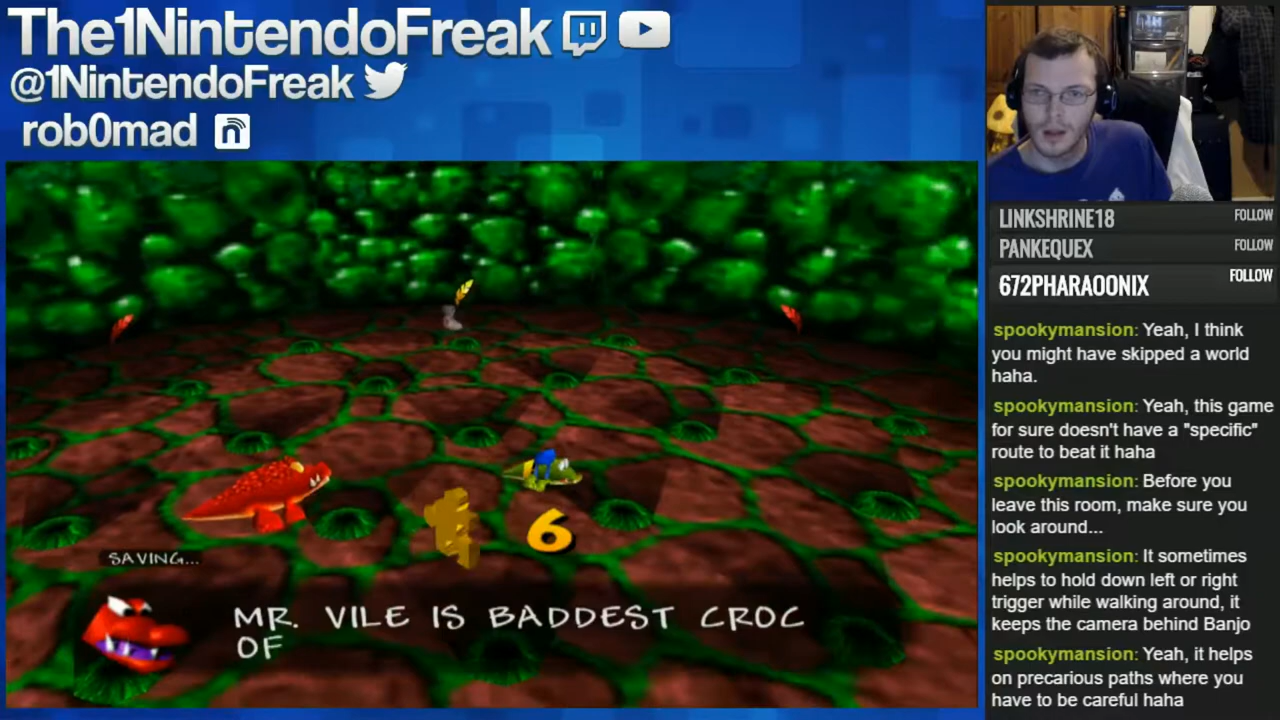 The1NintendoFreak
@1NintendoFreak
rob0mad
LINKSHRINE18 FOLLOW
PANKEQUEX FOLLOW
672PHARAOONIX FOLLOW
spookymansion: Yeah, I think
you might have skipped a world
haha.
spookymansion: Yeah, this game
for sure doesn't have a "specific"
route to beat it haha
spookymansion: Before you
leave this room, make sure you
look around...
spookymansion: It sometimes
helps to hold down left or right
trigger while walking around, it
keeps the camera behind Banjo
spookymansion: Yeah, it helps
on precarious paths where you
have to be careful haha
6
SAVING...
MR. VILE IS BADDEST CROC
OF